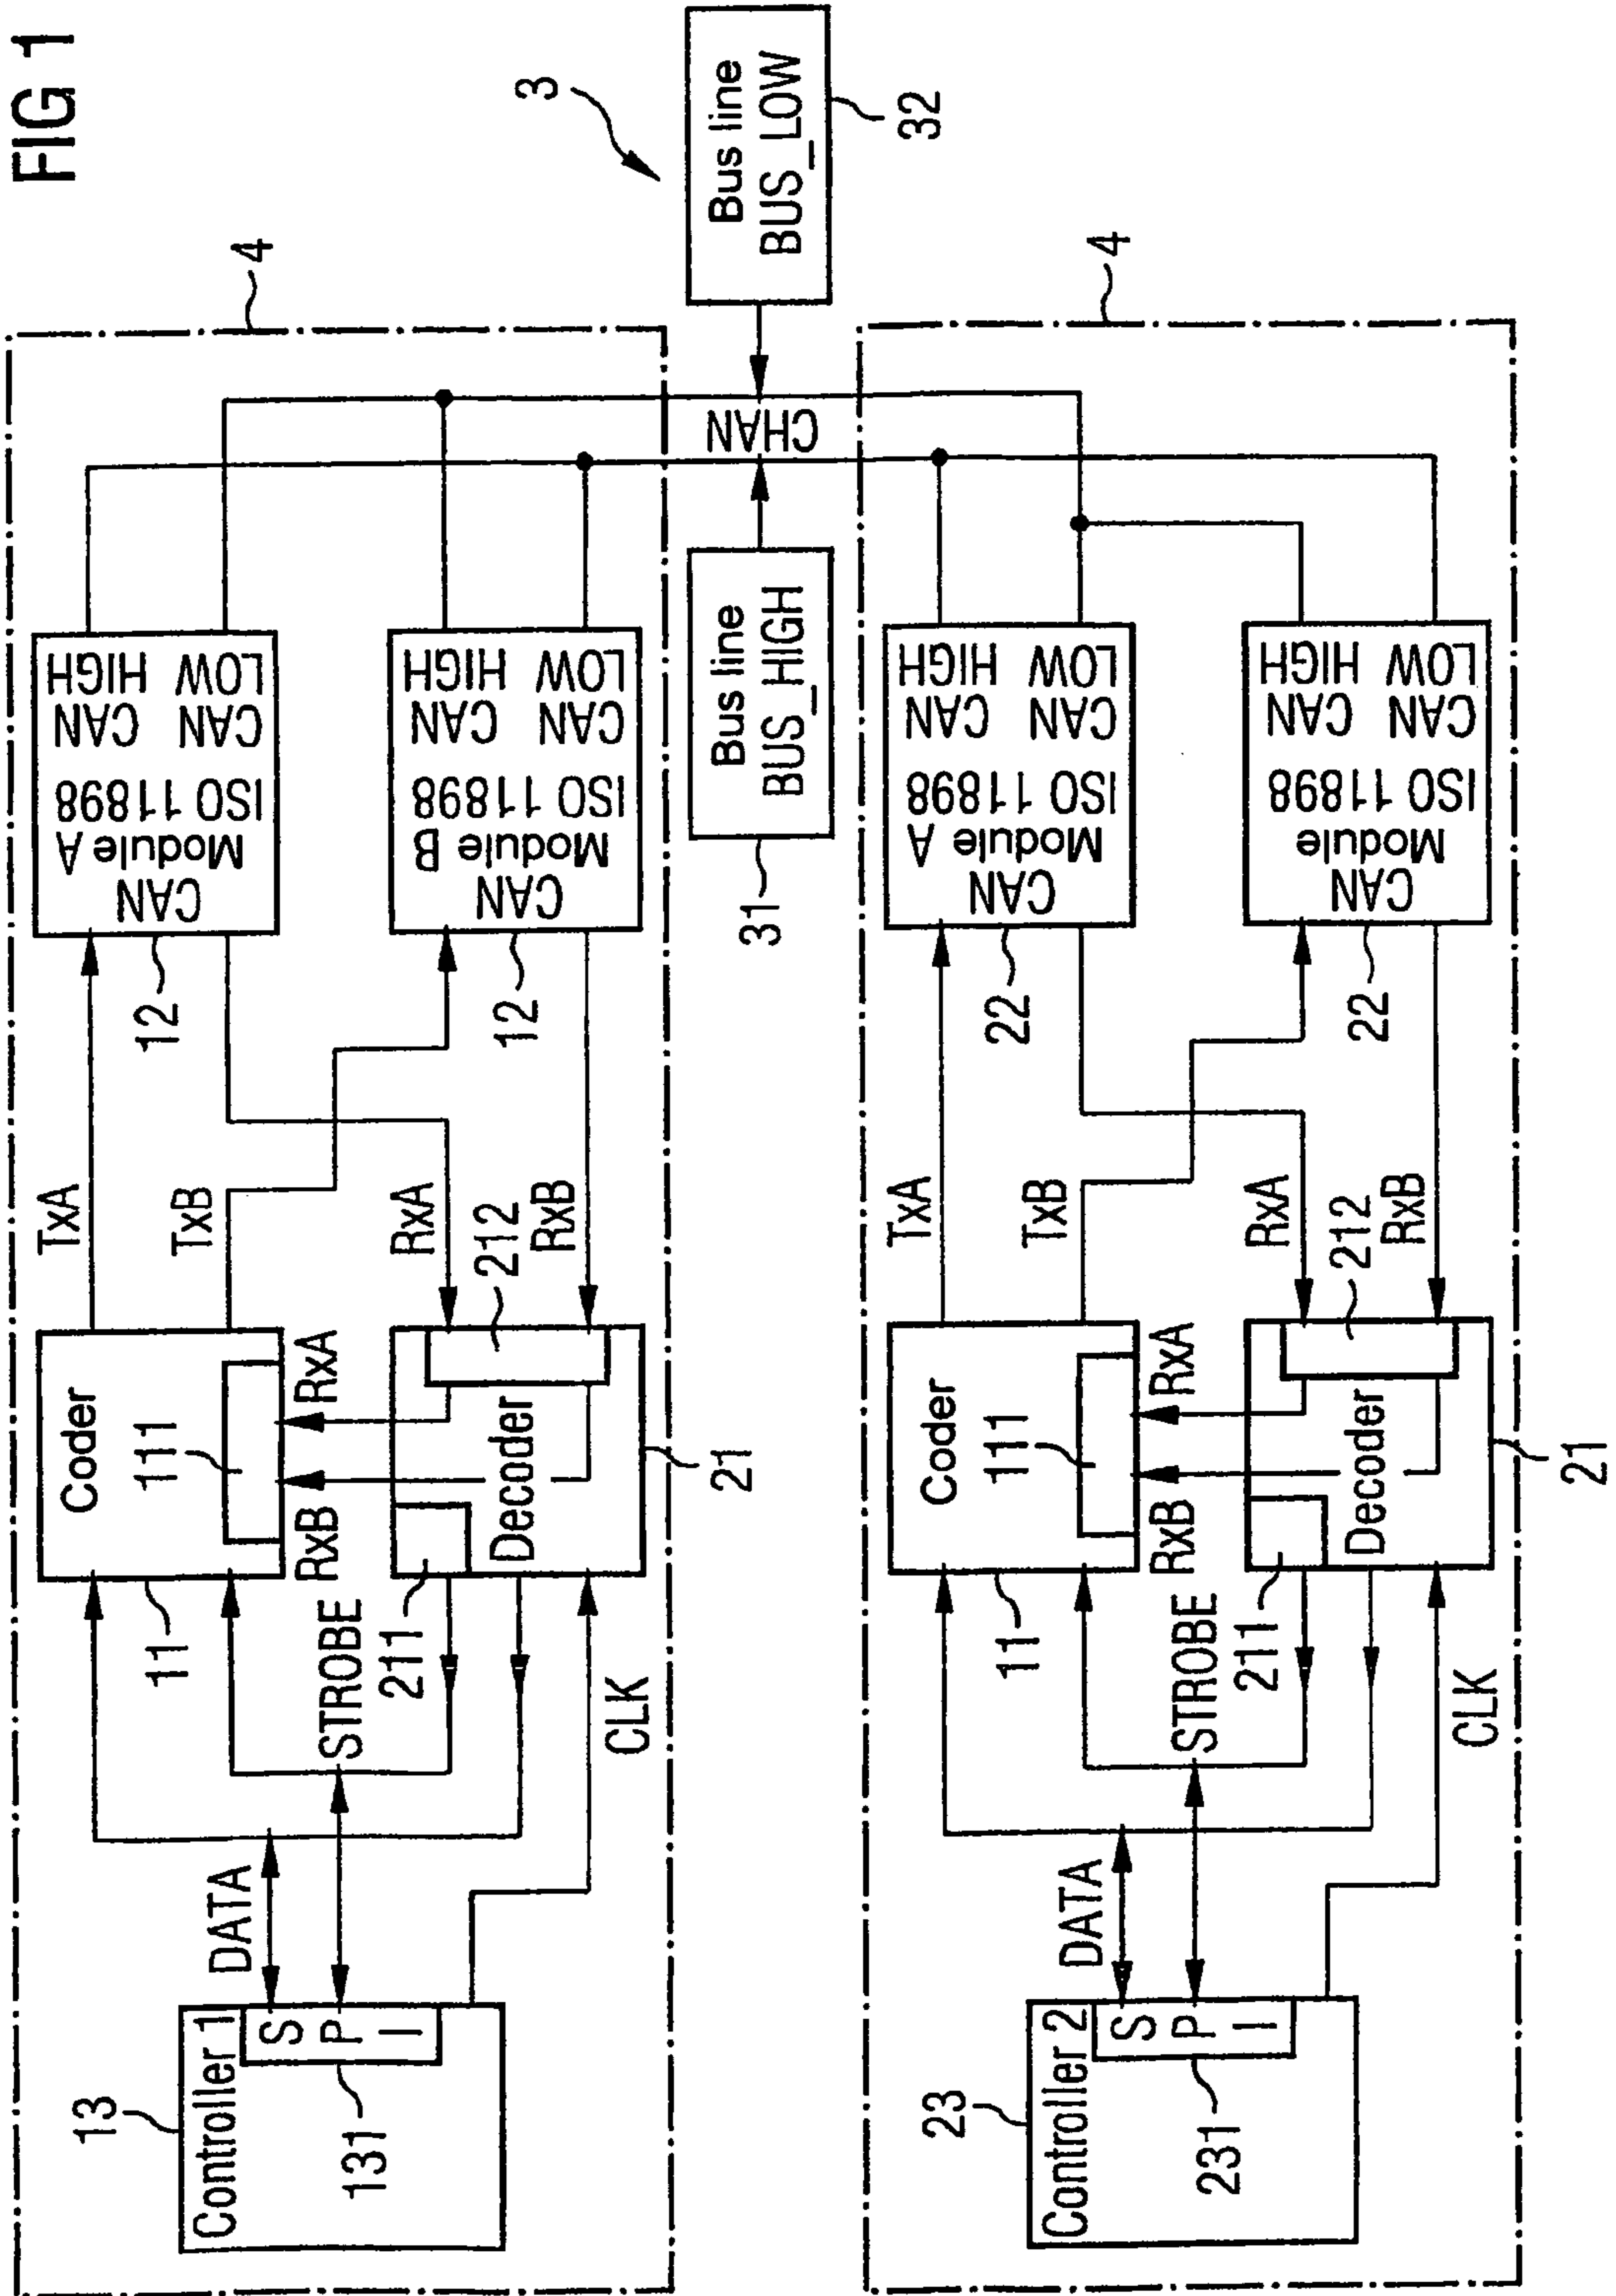 FIG 1
4
3
Bus line
BUS_LOW
32
CHAN
Bus line
BUS_HIGH
31
4
Controller 1
S
P
I
13
131
DATA
STROBE
CLK
Coder
111
11
RxB
RxA
Decoder
211
212
21
TxA
TxB
RxA
RxB
CAN
Module A
ISO 11898
CAN CAN
HIGH LOW
12
CAN
Module B
ISO 11898
CAN CAN
HIGH LOW
12
Controller 2
S
P
I
23
231
DATA
STROBE
CLK
Coder
111
11
RxB
RxA
Decoder
211
212
21
TxA
TxB
RxA
RxB
CAN
Module A
ISO 11898
CAN CAN
HIGH LOW
22
CAN
Module
ISO 11898
CAN CAN
HIGH LOW
22